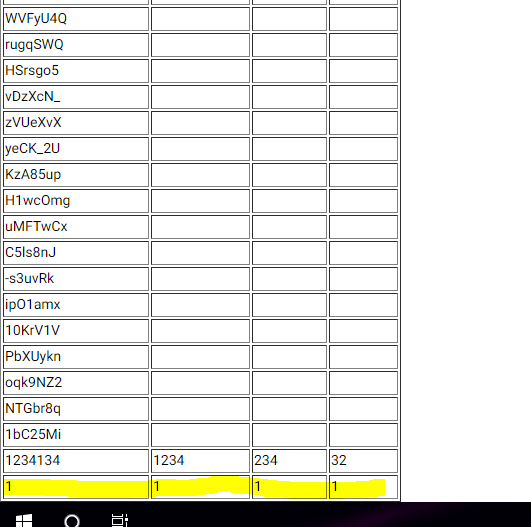 WVFyU4Q
rugqSWQ
HSrsgo5
vDzXcN_
zVUeXvX
yeCK_2U
KzA85up
H1wcOmg
uMFTwCx
C5ls8nJ
-s3uvRk
ipO1amx
10KrV1V
PbXUykn
oqk9NZ2
NTGbr8q
1bC25Mi
1234134 1234 234 32
1 1 1 1